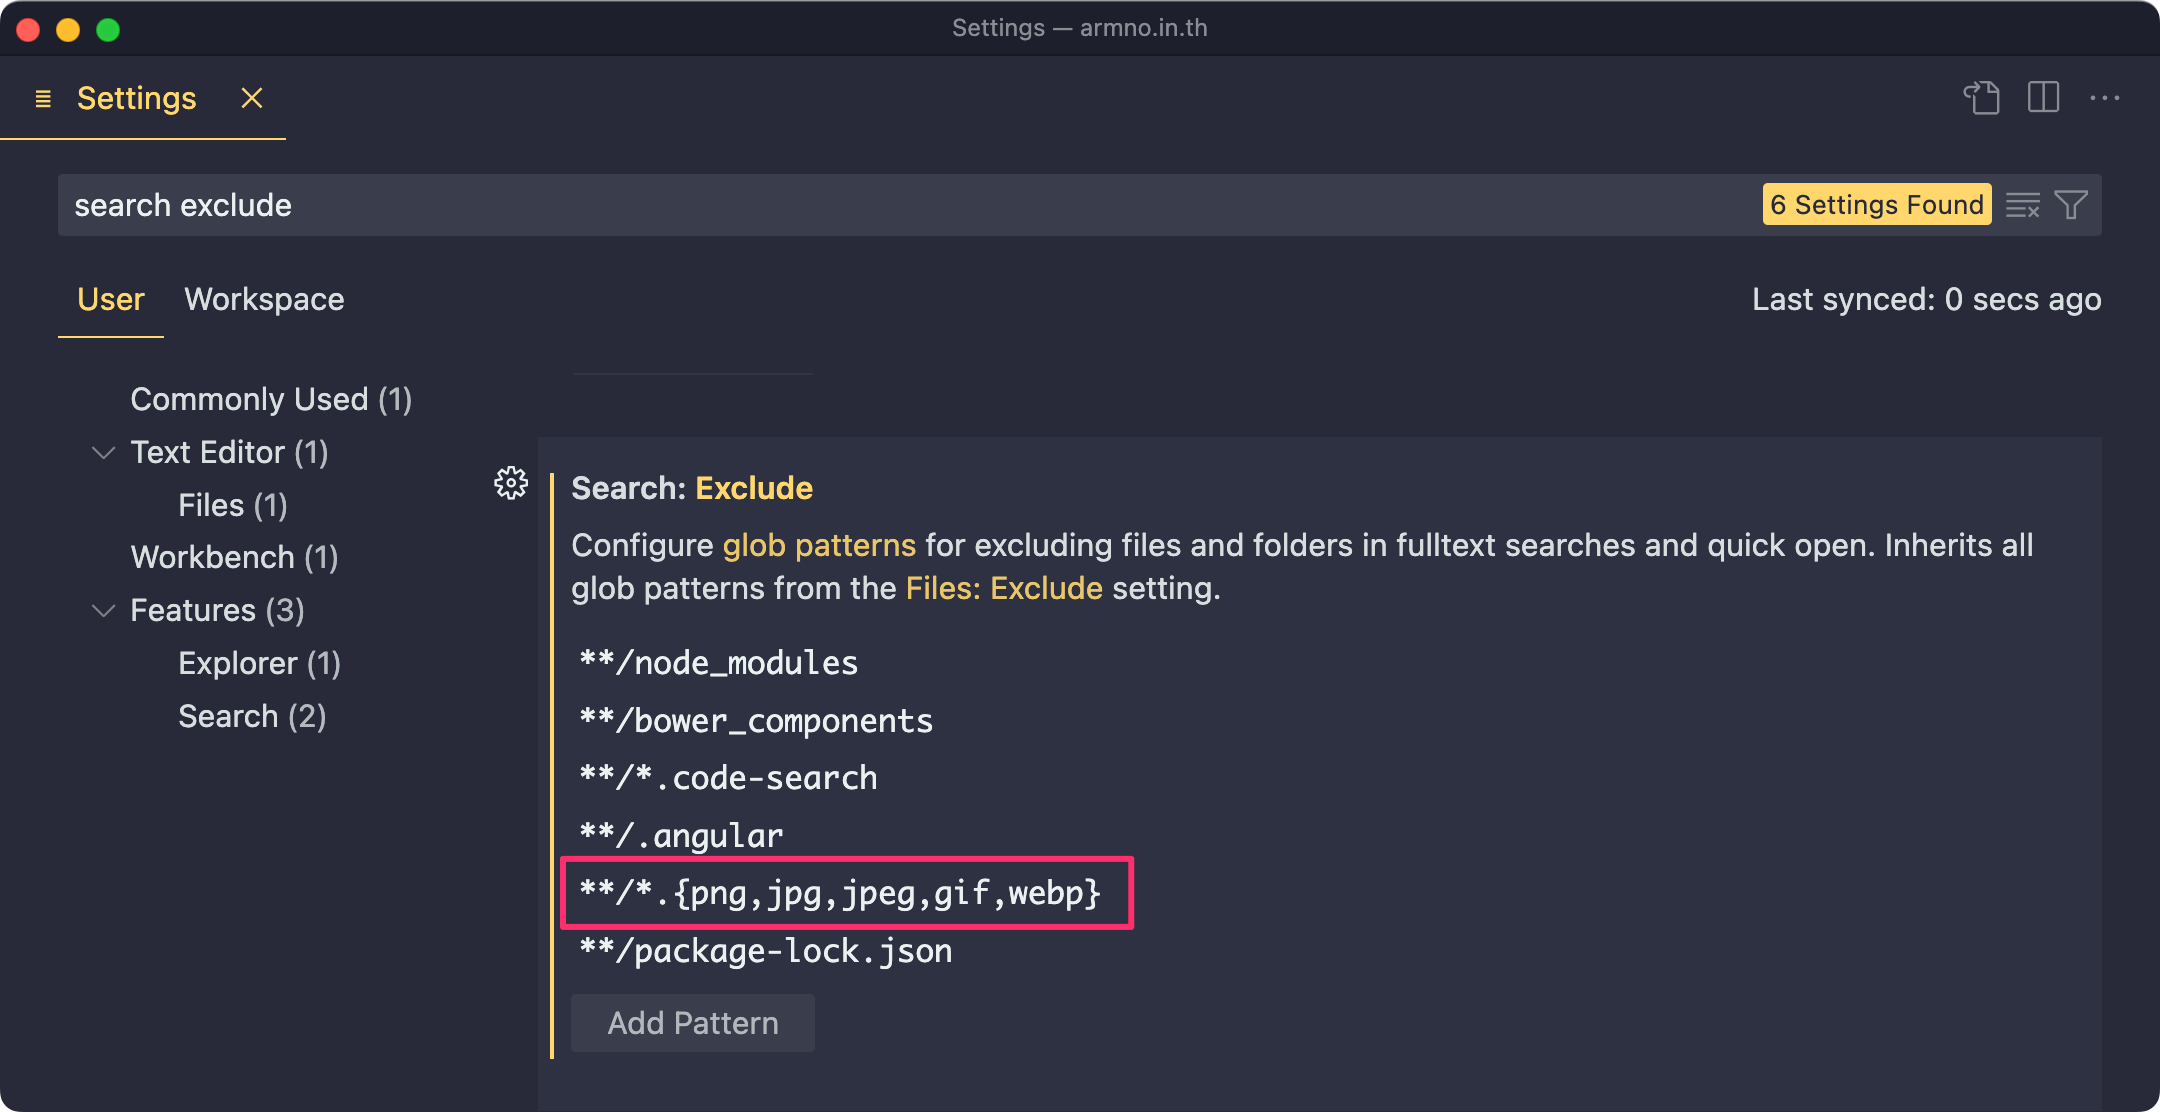 Settings — armno.in.th
Settings
search exclude
6 Settings Found
User
Workspace
Last synced: 0 secs ago
Commonly Used (1)
Text Editor (1)
Files (1)
Workbench (1)
Features (3)
Explorer (1)
Search (2)
Search: Exclude
Configure glob patterns for excluding files and folders in fulltext searches and quick open. Inherits all
glob patterns from the Files: Exclude setting.
**/node_modules
**/bower_components
**/*.code-search
**/.angular
**/*.{png,jpg,jpeg,gif,webp}
**/package-lock.json
Add Pattern